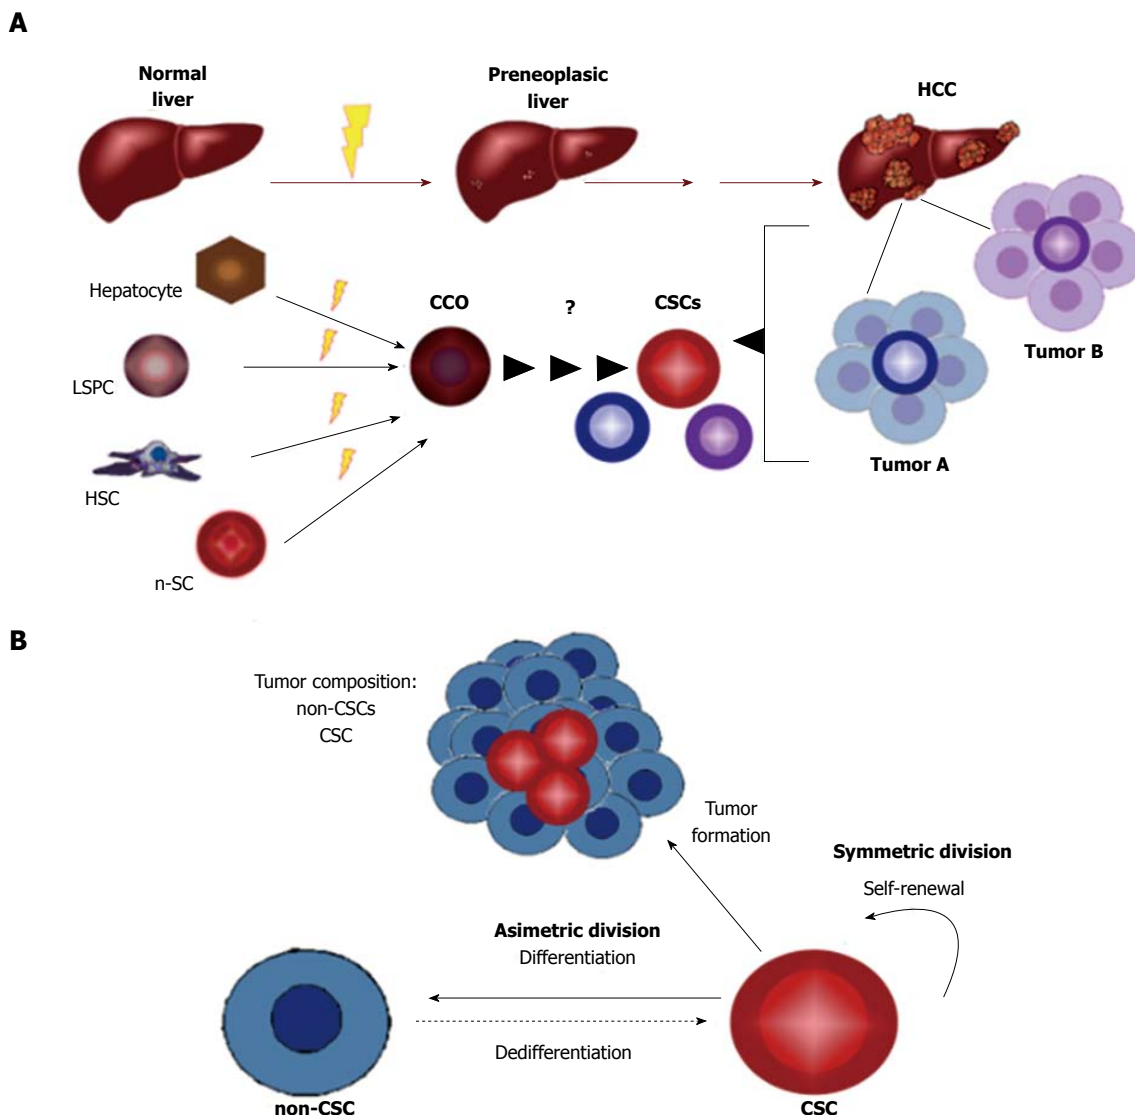 A
Normal
liver
Preneoplasic
liver
HCC
Hepatocyte
CCO
?
CSCs
LSPC
Tumor B
HSC
Tumor A
n-SC
B
Tumor composition:
non-CSCs
CSC
Tumor
formation
Symmetric division
Self-renewal
Asimetric division
Differentiation
Dedifferentiation
non-CSC
CSC